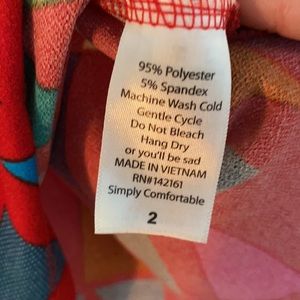 95% Polyester
5% Spandex
Machine Wash Cold
Gentle Cycle
Do Not Bleach
Hang Dry
or you'll be sad
MADE IN VIETNAM
RN#142161
Simply Comfortable
2